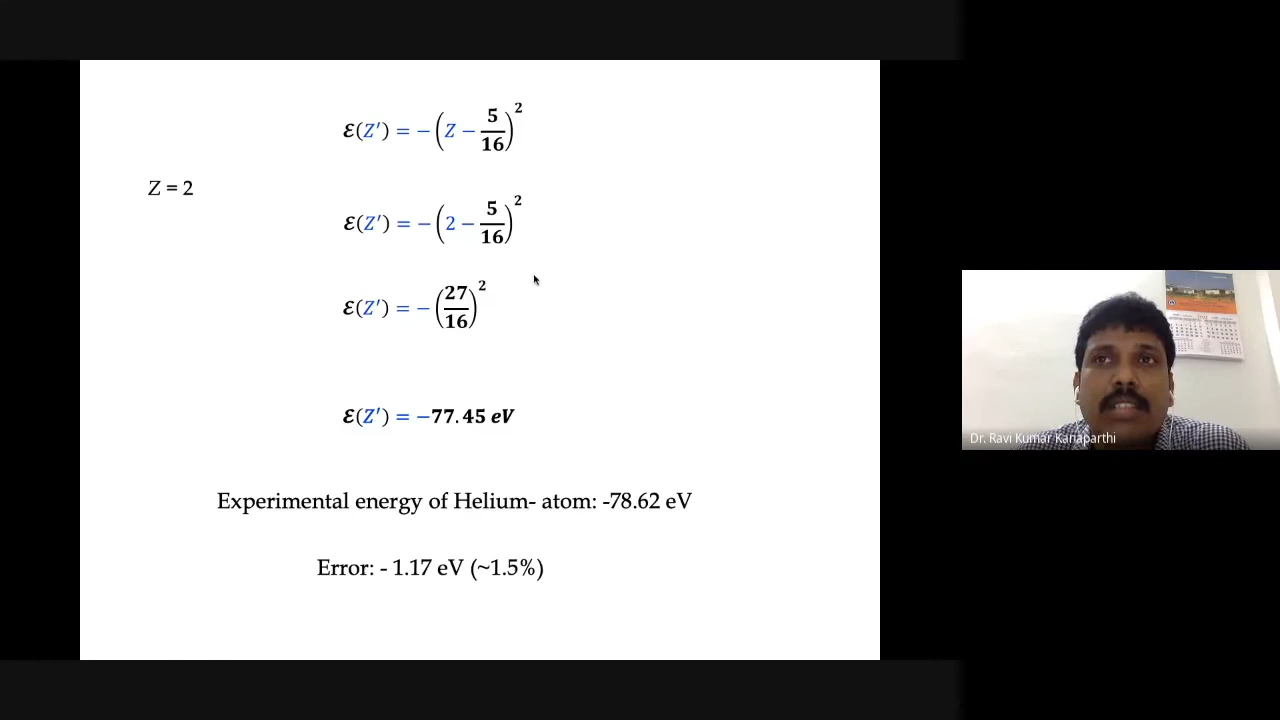 ℰ(Z′) = −(Z − 5/16)²
Z = 2
ℰ(Z′) = −(2 − 5/16)²
ℰ(Z′) = −(27/16)²
ℰ(Z′) = −77.45 eV
Experimental energy of Helium- atom: -78.62 eV
Error: - 1.17 eV (~1.5%)
Dr. Ravi Kumar Kanaparthi